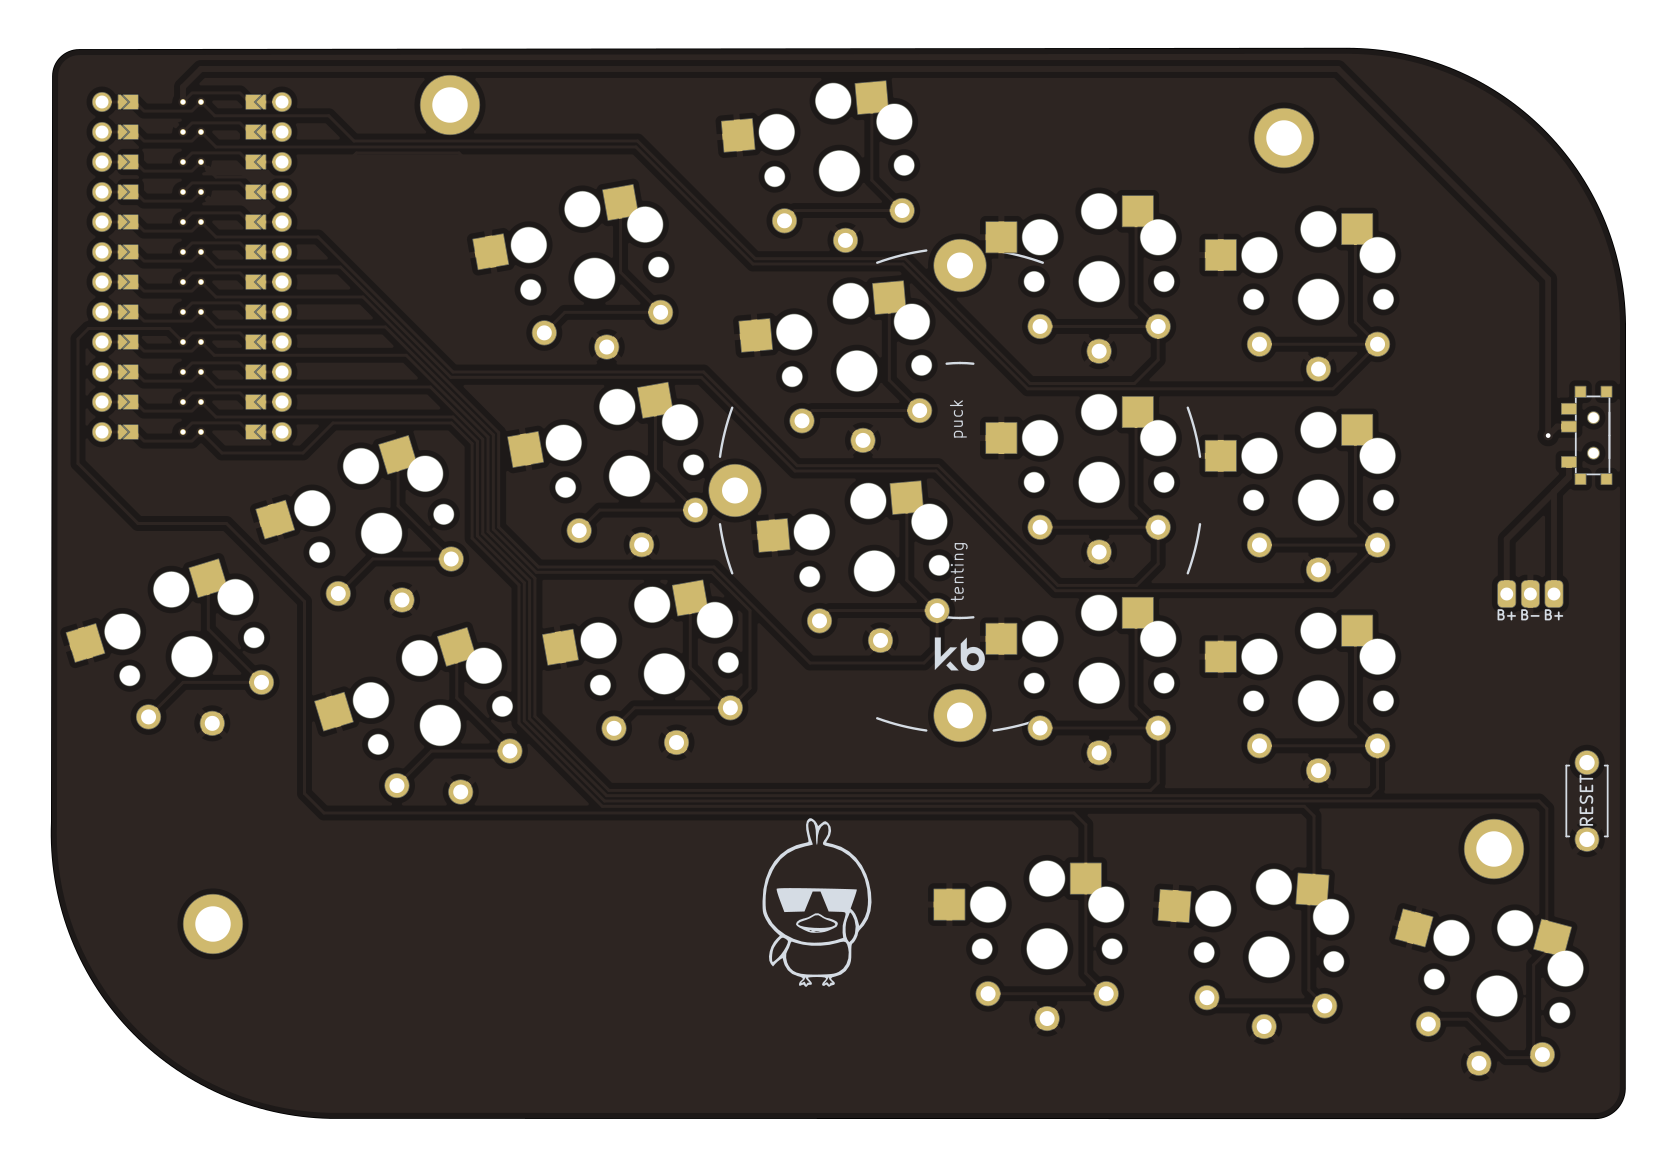 puck
tenting
kb
B+ B- B+
RESET